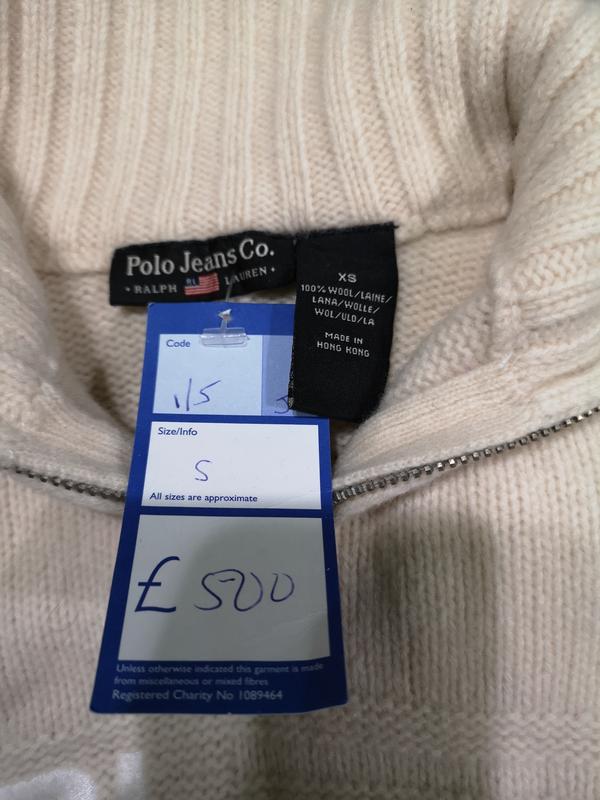 Polo Jeans Co.
• RALPH RL LAUREN •
XS
100% WOOL/LAINE/
LANA/WOLLE/
WOL/ULD/LA
MADE IN
HONG KONG
Code
1/5
Size/Info
S
All sizes are approximate
£ 500
Unless otherwise indicated this garment is made
from miscellaneous or mixed fibres
Registered Charity No 1089464